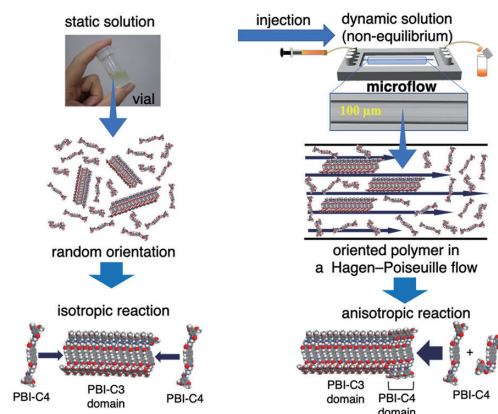 static solution
vial
random orientation
isotropic reaction
PBI-C4
PBI-C3
domain
PBI-C4
injection
dynamic solution
(non-equilibrium)
microflow
100 µm
oriented polymer in
a Hagen–Poiseuille flow
anisotropic reaction
PBI-C3
domain
PBI-C4
domain
+
PBI-C4